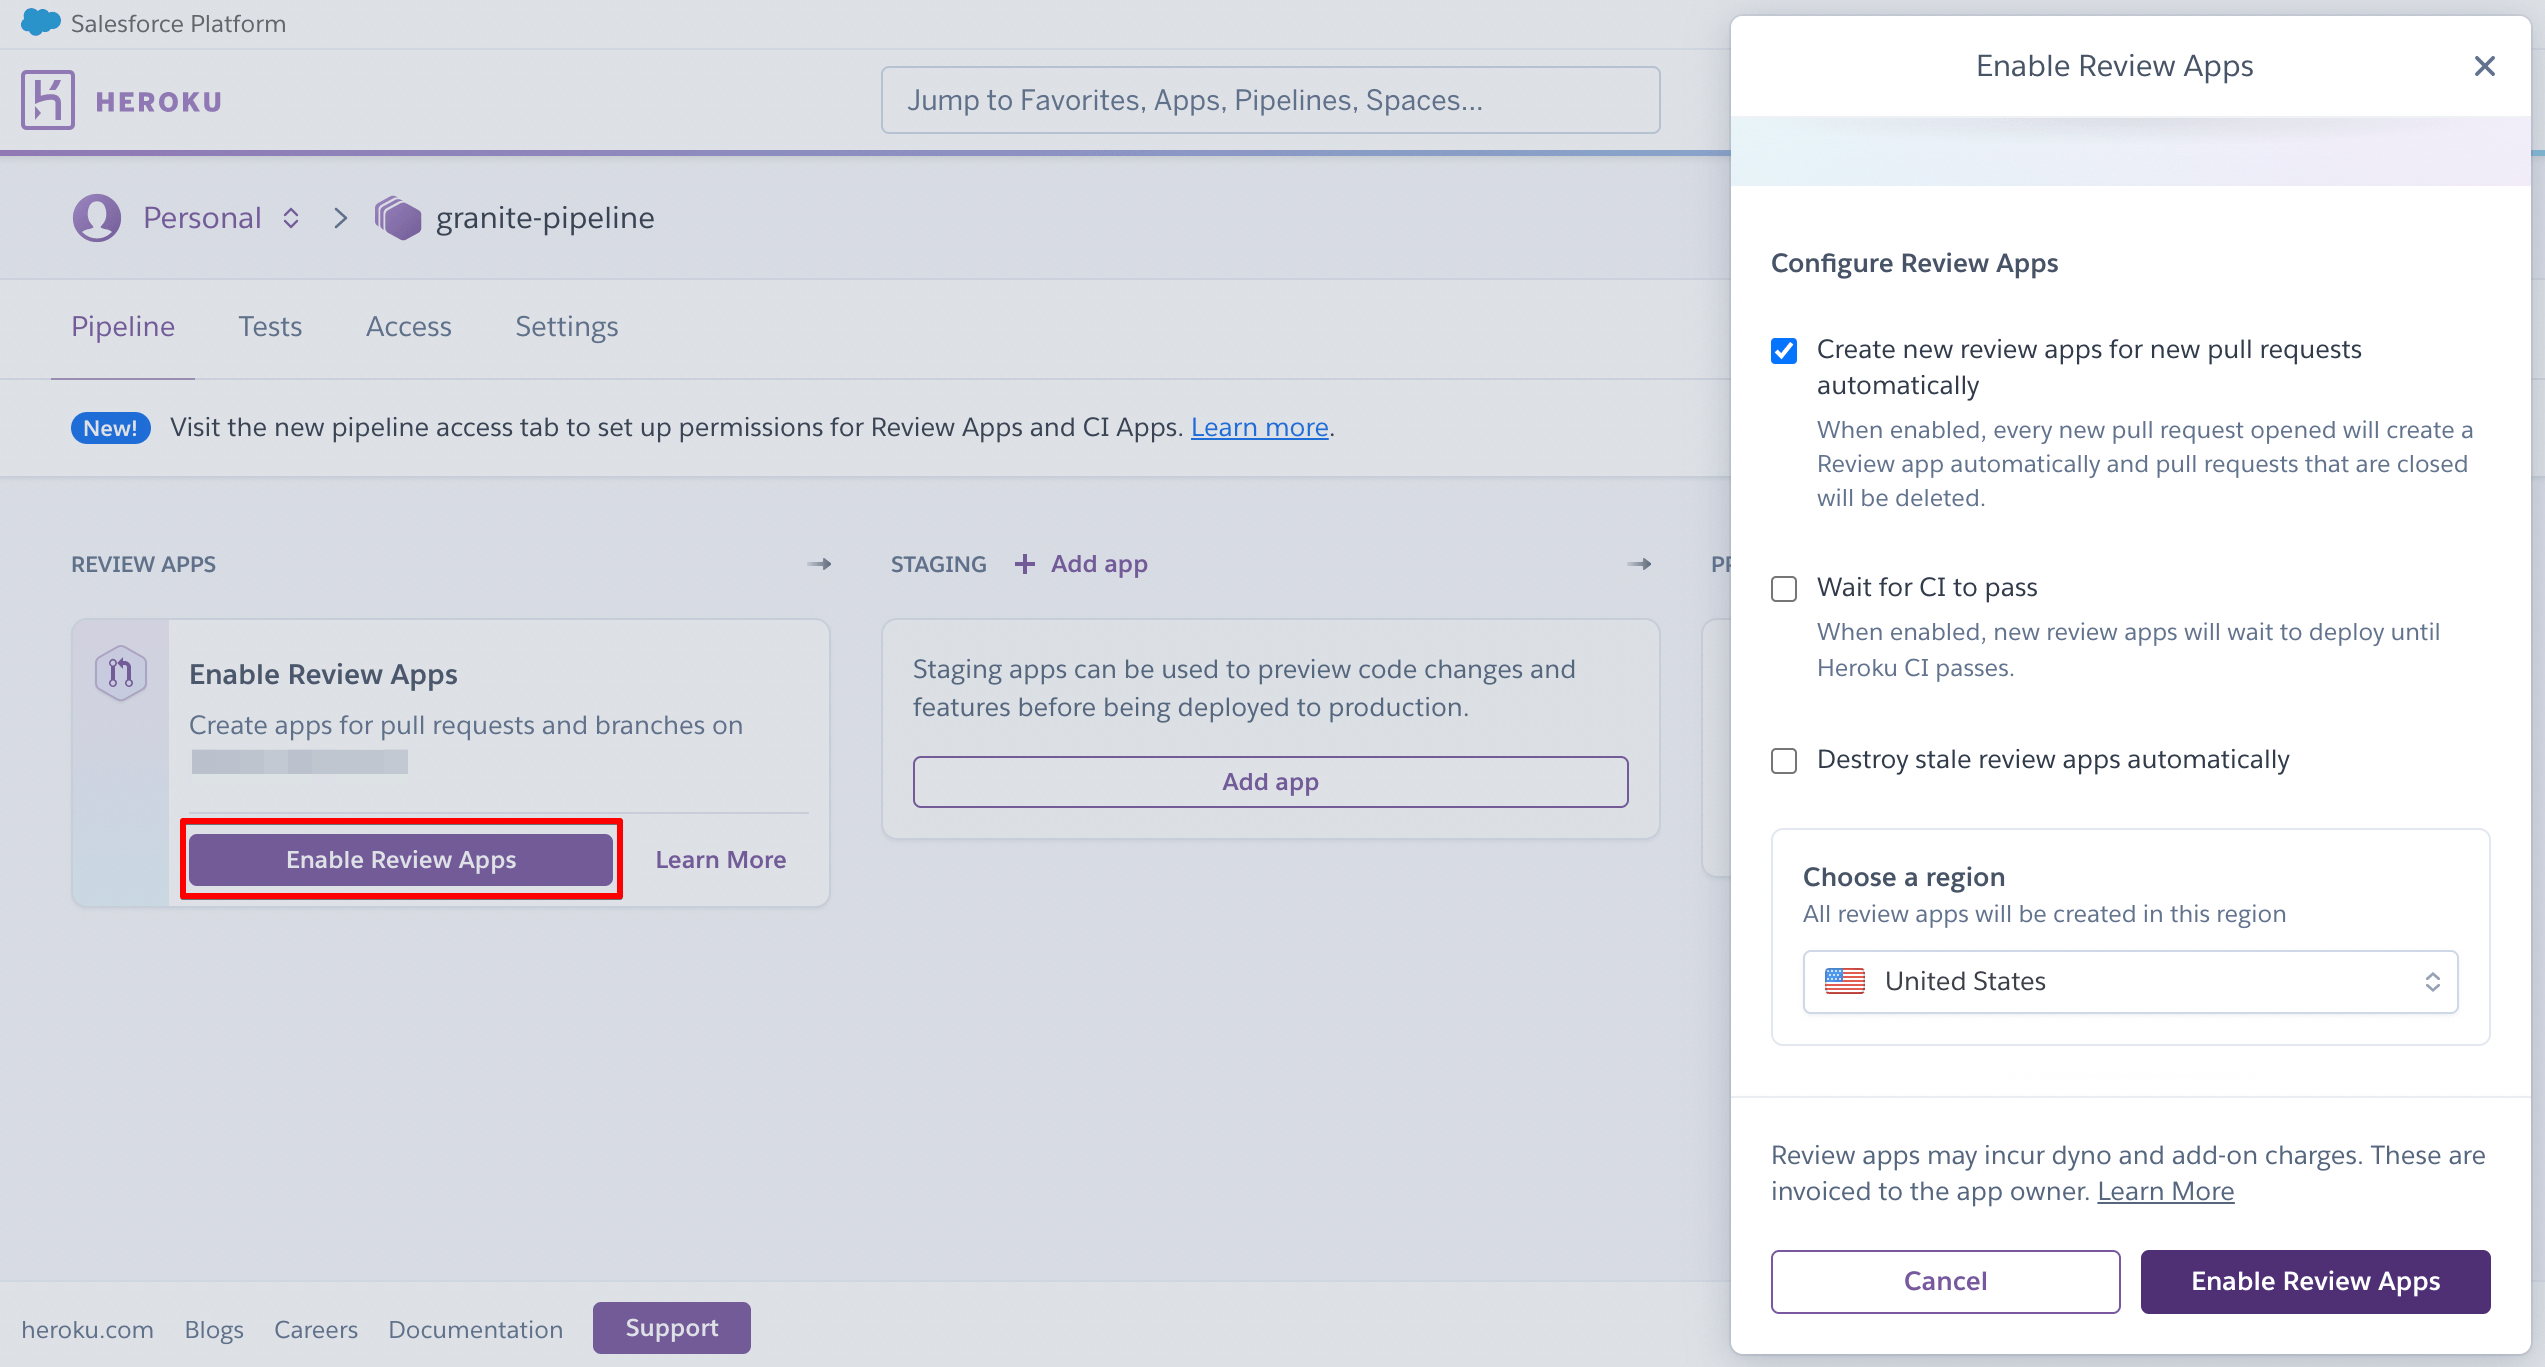 Salesforce Platform
HEROKU
Jump to Favorites, Apps, Pipelines, Spaces...
Personal
granite-pipeline
Pipeline
Tests
Access
Settings
New! Visit the new pipeline access tab to set up permissions for Review Apps and CI Apps. Learn more.
REVIEW APPS
Enable Review Apps
Create apps for pull requests and branches on
Enable Review Apps
Learn More
STAGING
Add app
Staging apps can be used to preview code changes and
features before being deployed to production.
Add app
heroku.com
Blogs
Careers
Documentation
Support
Enable Review Apps
Configure Review Apps
Create new review apps for new pull requests
automatically
When enabled, every new pull request opened will create a
Review app automatically and pull requests that are closed
will be deleted.
Wait for CI to pass
When enabled, new review apps will wait to deploy until
Heroku CI passes.
Destroy stale review apps automatically
Choose a region
All review apps will be created in this region
United States
Review apps may incur dyno and add-on charges. These are
invoiced to the app owner. Learn More
Cancel
Enable Review Apps